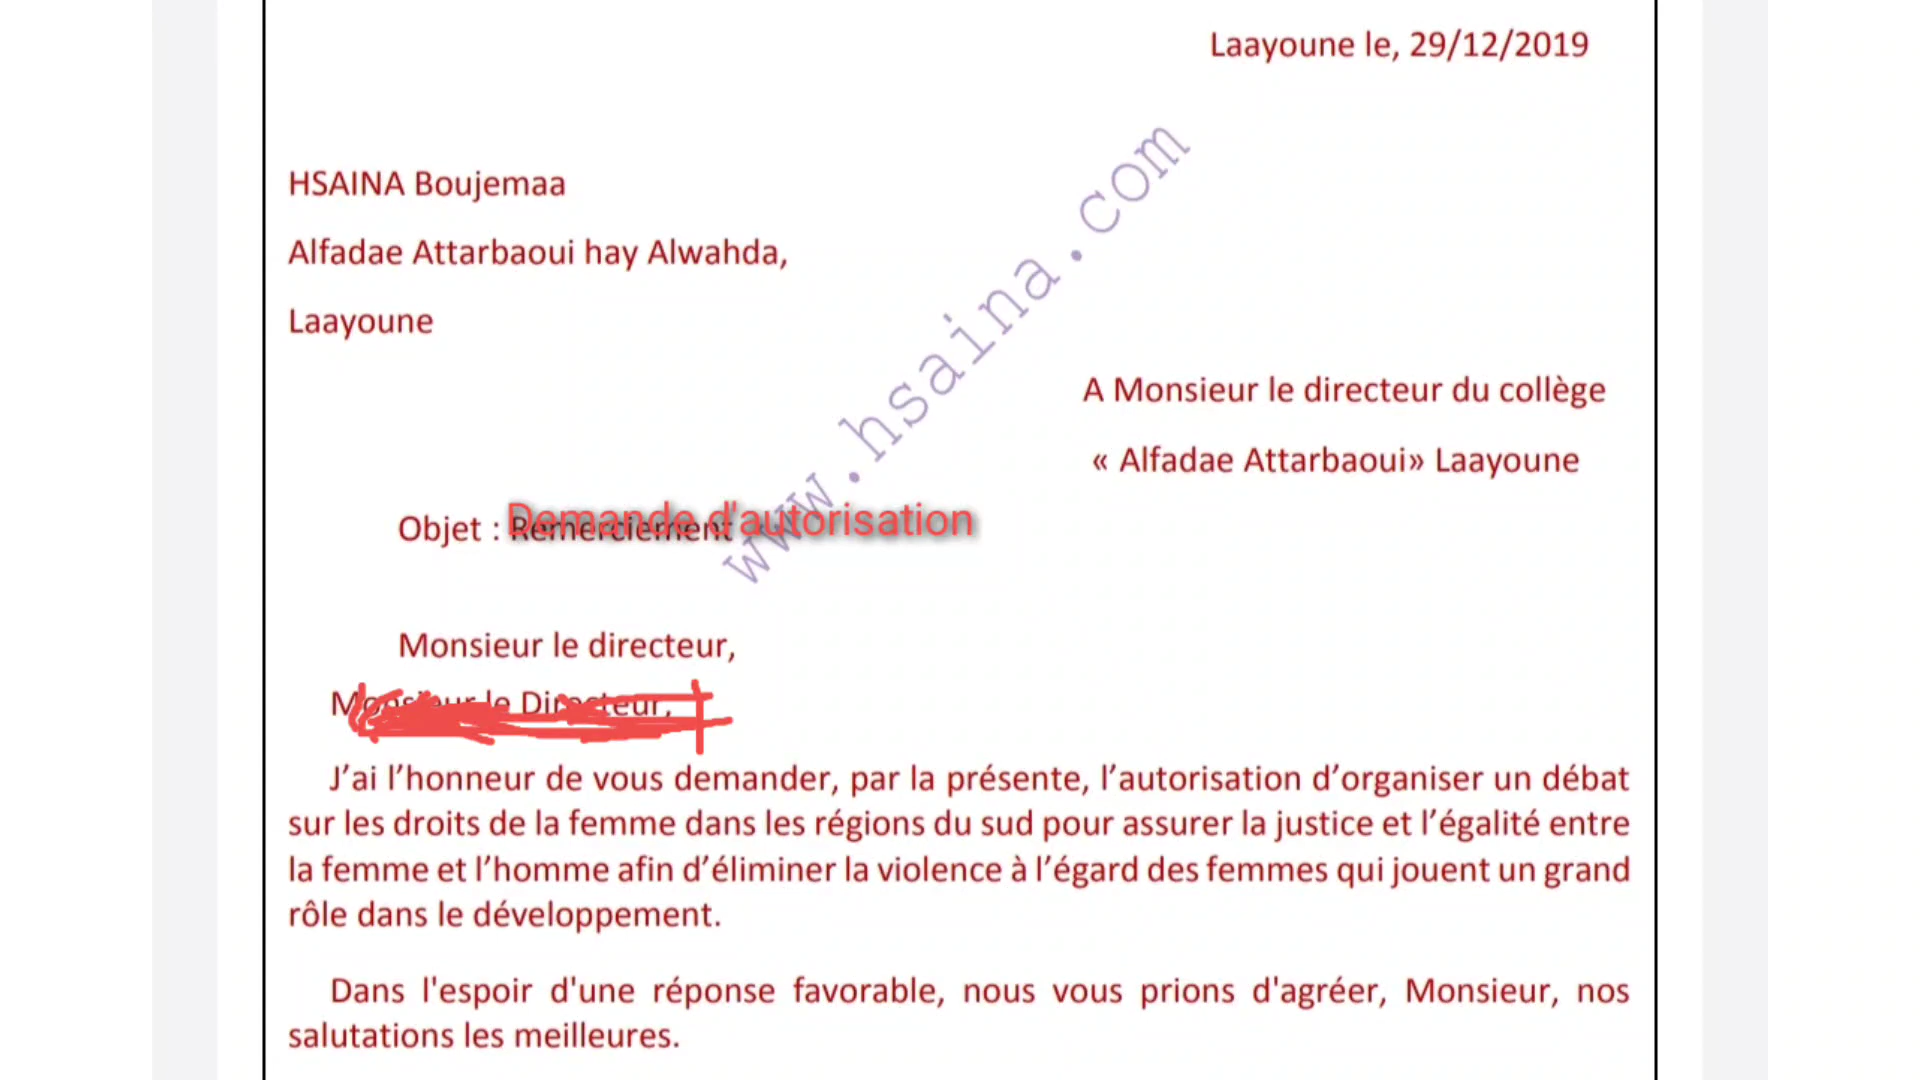 Laayoune le, 29/12/2019
HSAINA Boujemaa
Alfadae Attarbaoui hay Alwahda,
Laayoune
A Monsieur le directeur du collège
« Alfadae Attarbaoui» Laayoune
Objet : Remerciement
Demande d'autorisation
www.hsaina.com
Monsieur le directeur,
Monsieur le Directeur,
J’ai l’honneur de vous demander, par la présente, l’autorisation d’organiser un débat
sur les droits de la femme dans les régions du sud pour assurer la justice et l’égalité entre
la femme et l’homme afin d’éliminer la violence à l’égard des femmes qui jouent un grand
rôle dans le développement.
Dans l'espoir d'une réponse favorable, nous vous prions d'agréer, Monsieur, nos
salutations les meilleures.